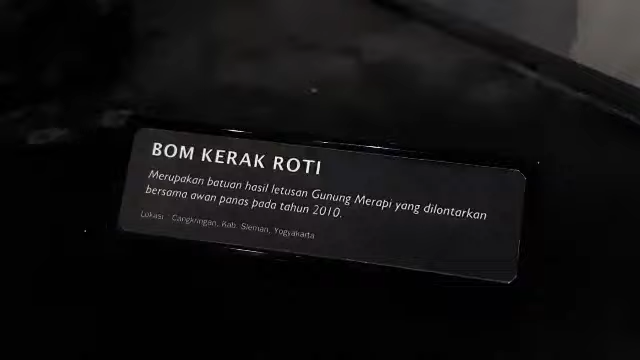 BOM KERAK ROTI
Merupakan batuan hasil letusan Gunung Merapi yang dilontarkan
bersama awan panas pada tahun 2010.
Lokasi : Cangkringan, Kab. Sleman, Yogyakarta